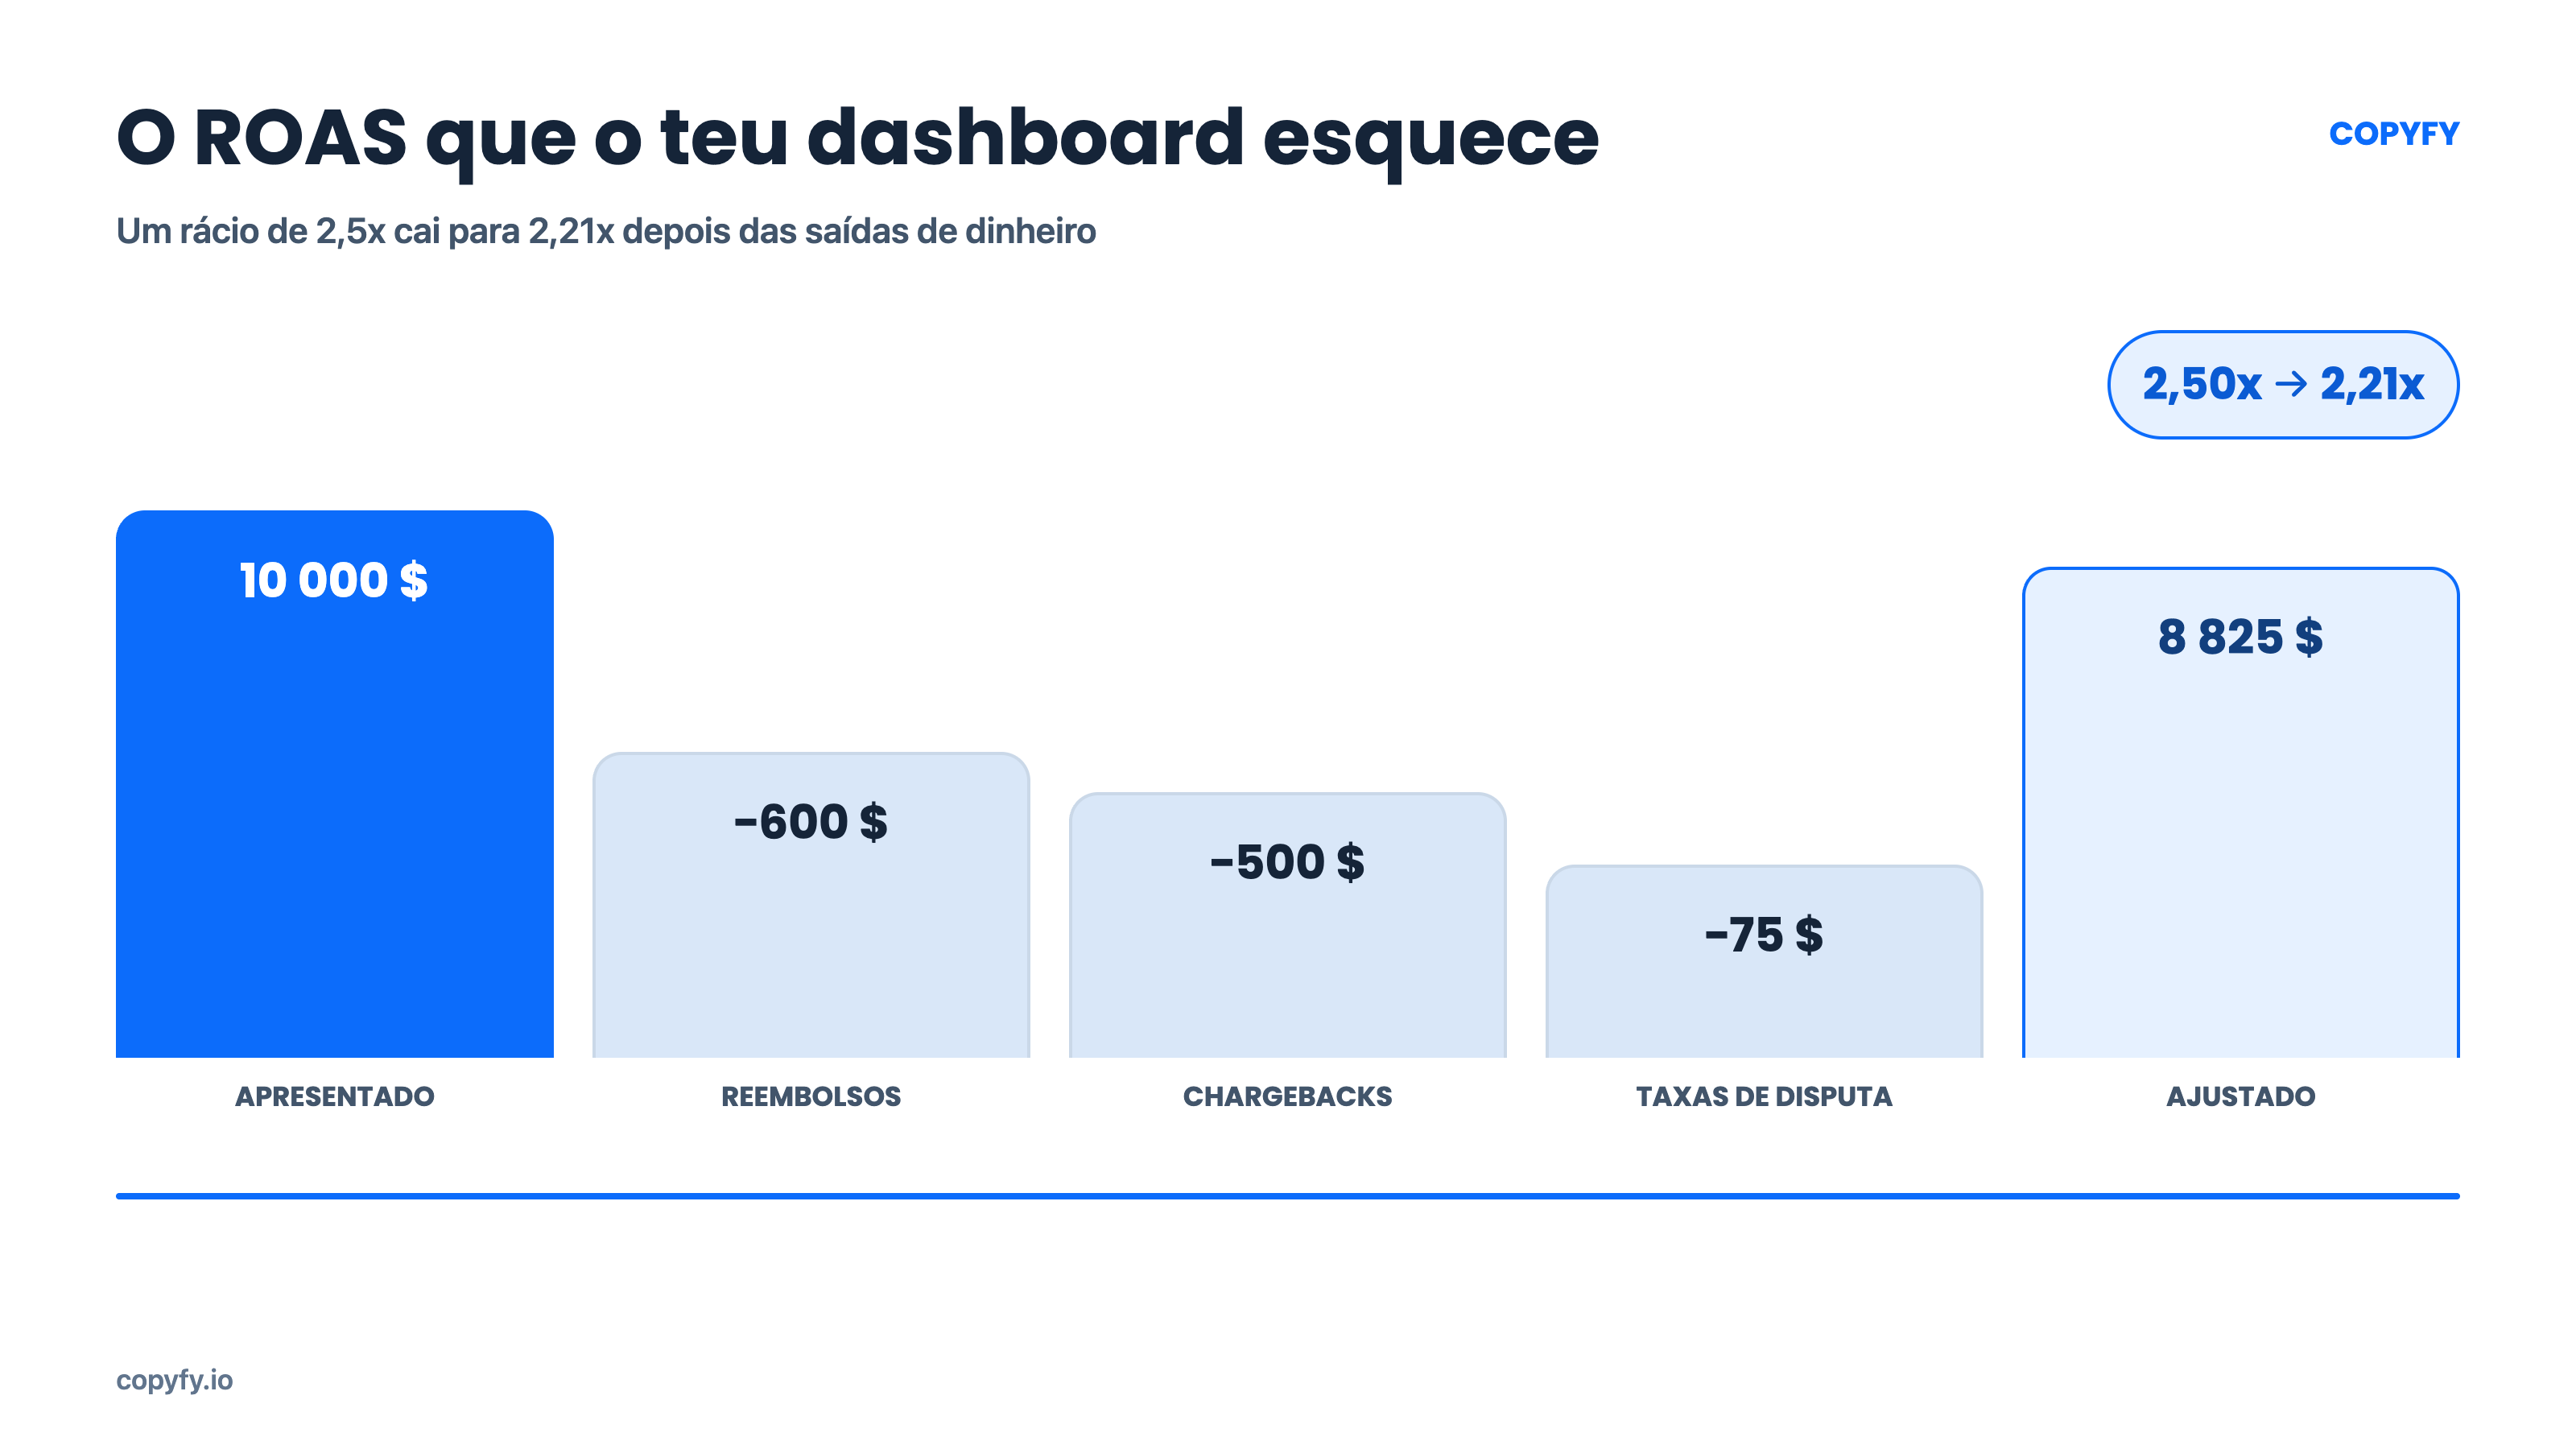 O ROAS que o teu dashboard esquece
COPYFY
Um rácio de 2,5x cai para 2,21x depois das saídas de dinheiro
2,50x → 2,21x
10 000 $
8 825 $
-600 $
-500 $
-75 $
APRESENTADO
REEMBOLSOS
CHARGEBACKS
TAXAS DE DISPUTA
AJUSTADO
copyfy.io